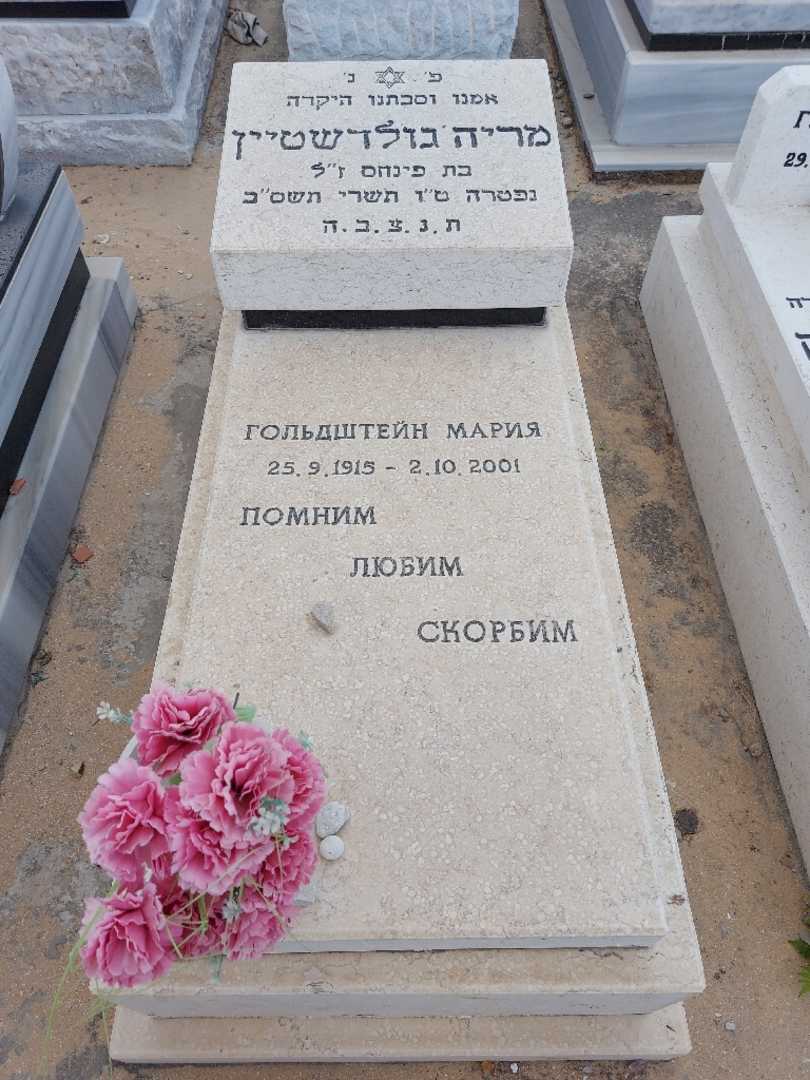 פ׳ נ׳
אמנו וסבתנו היקרה
מריה גולדשטיין
בת פינחס ז״ל
נפטרה ט״ו תשרי תשס״ב
ת.נ.צ.ב.ה
ГОЛЬДШТЕЙН МАРИЯ
25.9.1915 - 2.10.2001
ПОМНИМ
ЛЮБИМ
СКОРБИМ
29.